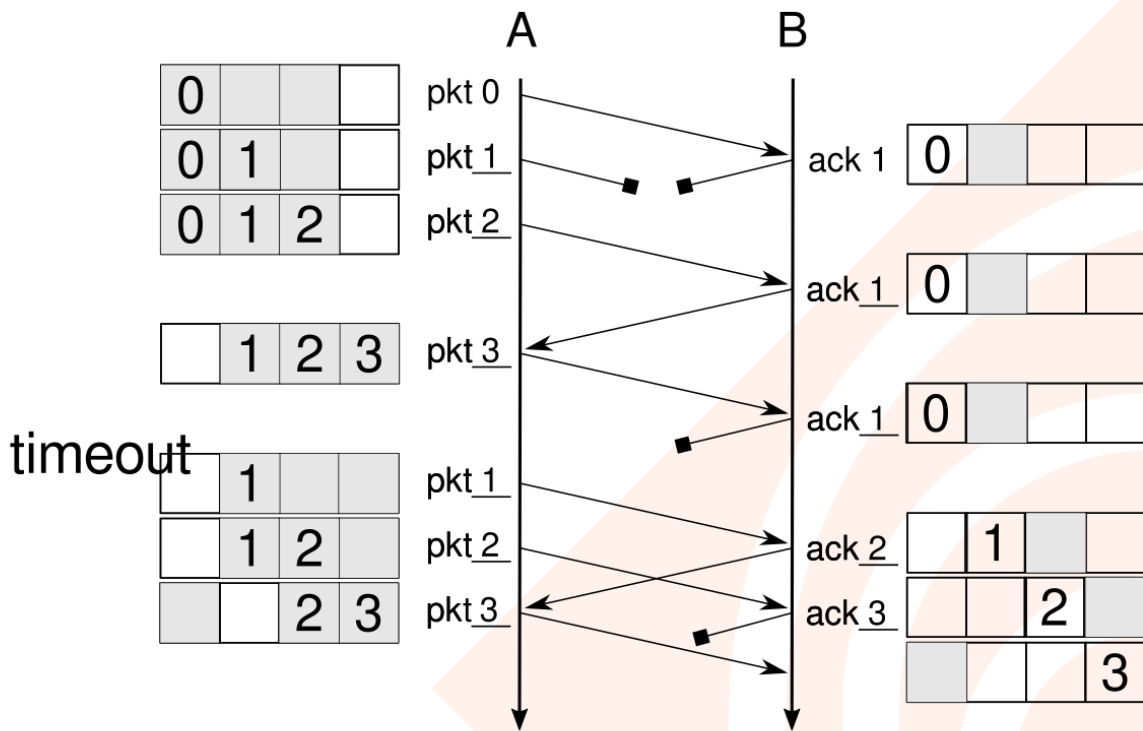 A B
0 pkt 0
0 1 pkt 1 ack 1 0
0 1 2 pkt 2
ack 1 0
1 2 3 pkt 3
ack 1 0
timeout
1 pkt 1
1 2 pkt 2 ack 2 1
2 3 pkt 3 ack 3 2
3